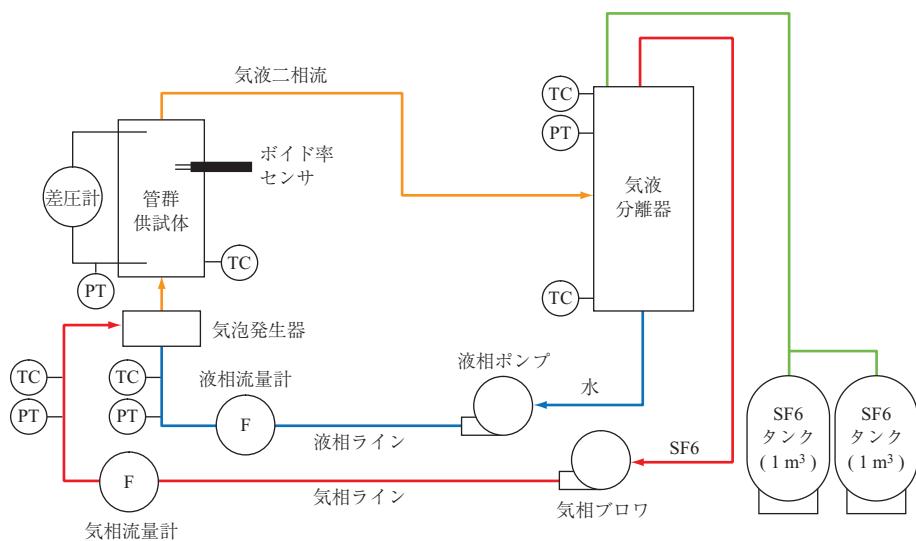 気液二相流
TC
PT
ボイド率
センサ
差圧計
管群
供試体
気液
分離器
TC
PT
TC
気泡発生器
液相ポンプ
TC
TC
液相流量計
水
PT
PT
F
液相ライン
SF6
タンク
( 1 m³ )
SF6
タンク
( 1 m³ )
SF6
F
気相ライン
気相ブロワ
気相流量計